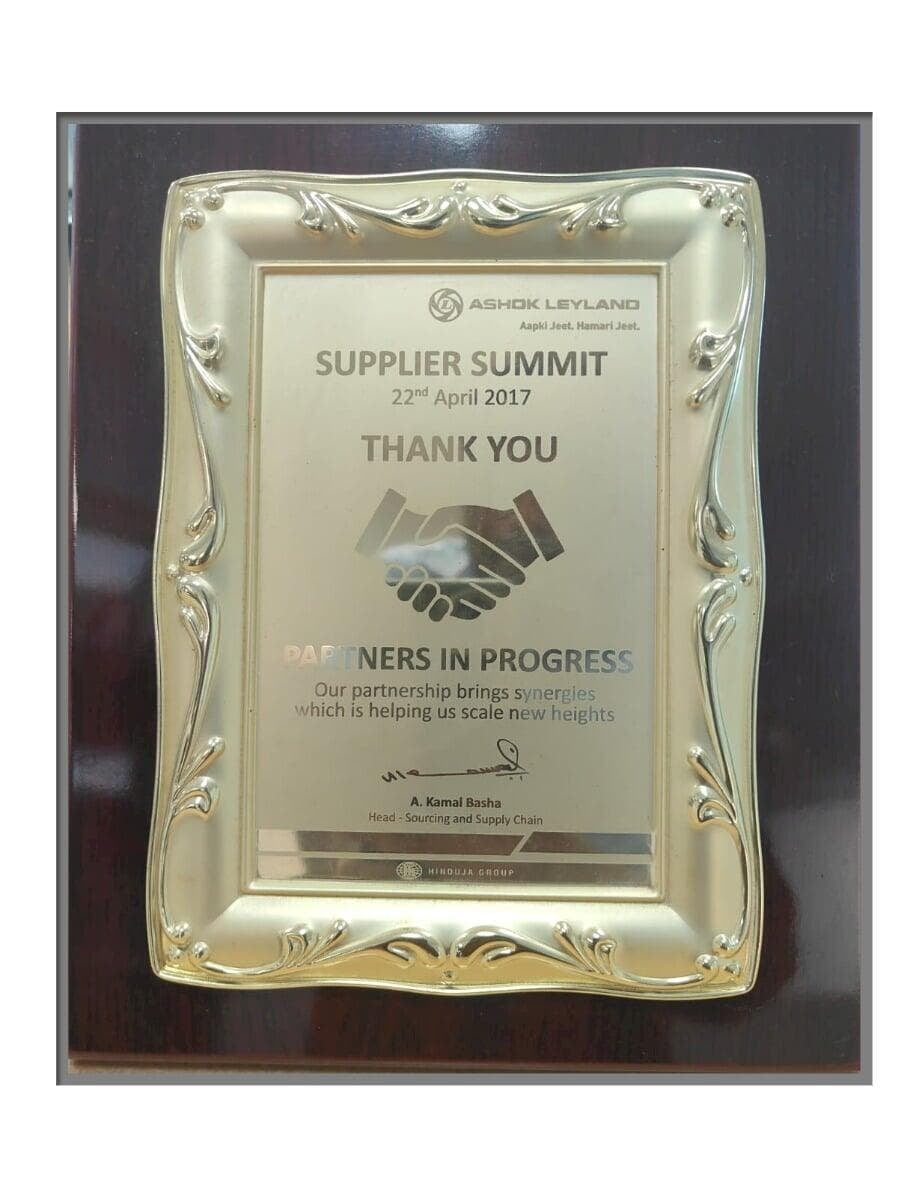 ASHOK LEYLAND
Aapki Jeet. Hamari Jeet.
SUPPLIER SUMMIT
22nd April 2017
THANK YOU
PARTNERS IN PROGRESS
Our partnership brings synergies
which is helping us scale new heights
A. Kamal Basha
Head - Sourcing and Supply Chain
HINDUJA GROUP